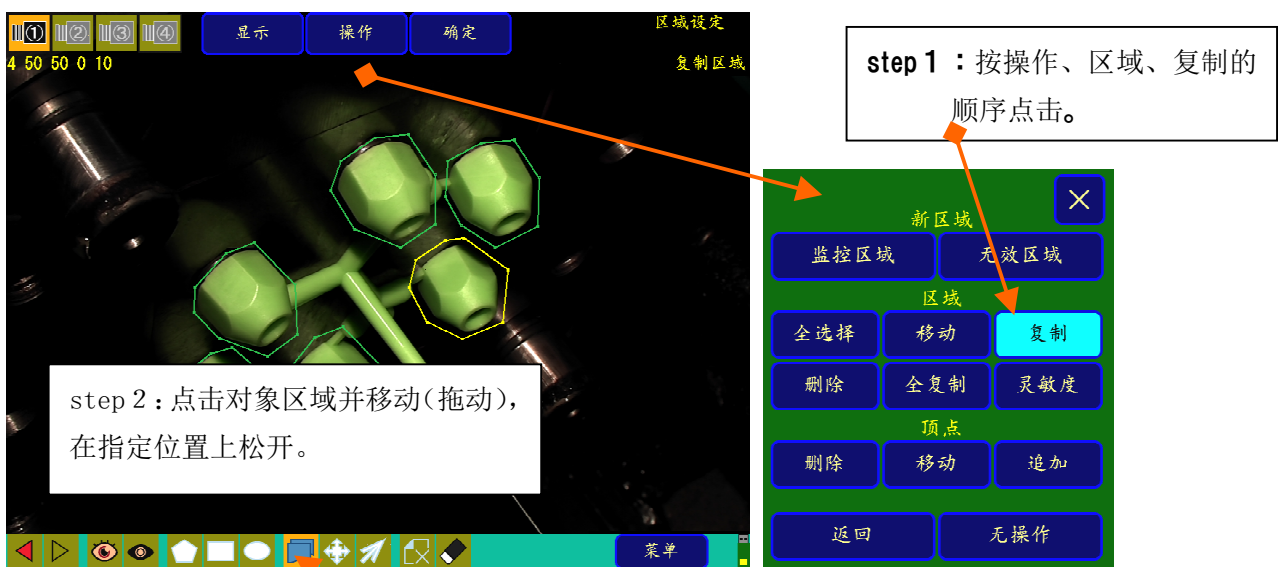 ① ② ③ ④ 显示 操作 确定 区域设定
4 50 50 0 10 复制区域
step１：按操作、区域、复制的
顺序点击。
step２:点击对象区域并移动(拖动),
在指定位置上松开。
菜单
新区域
监控区域 无效区域
区域
全选择 移动 复制
删除 全复制 灵敏度
顶点
删除 移动 追加
返回 无操作